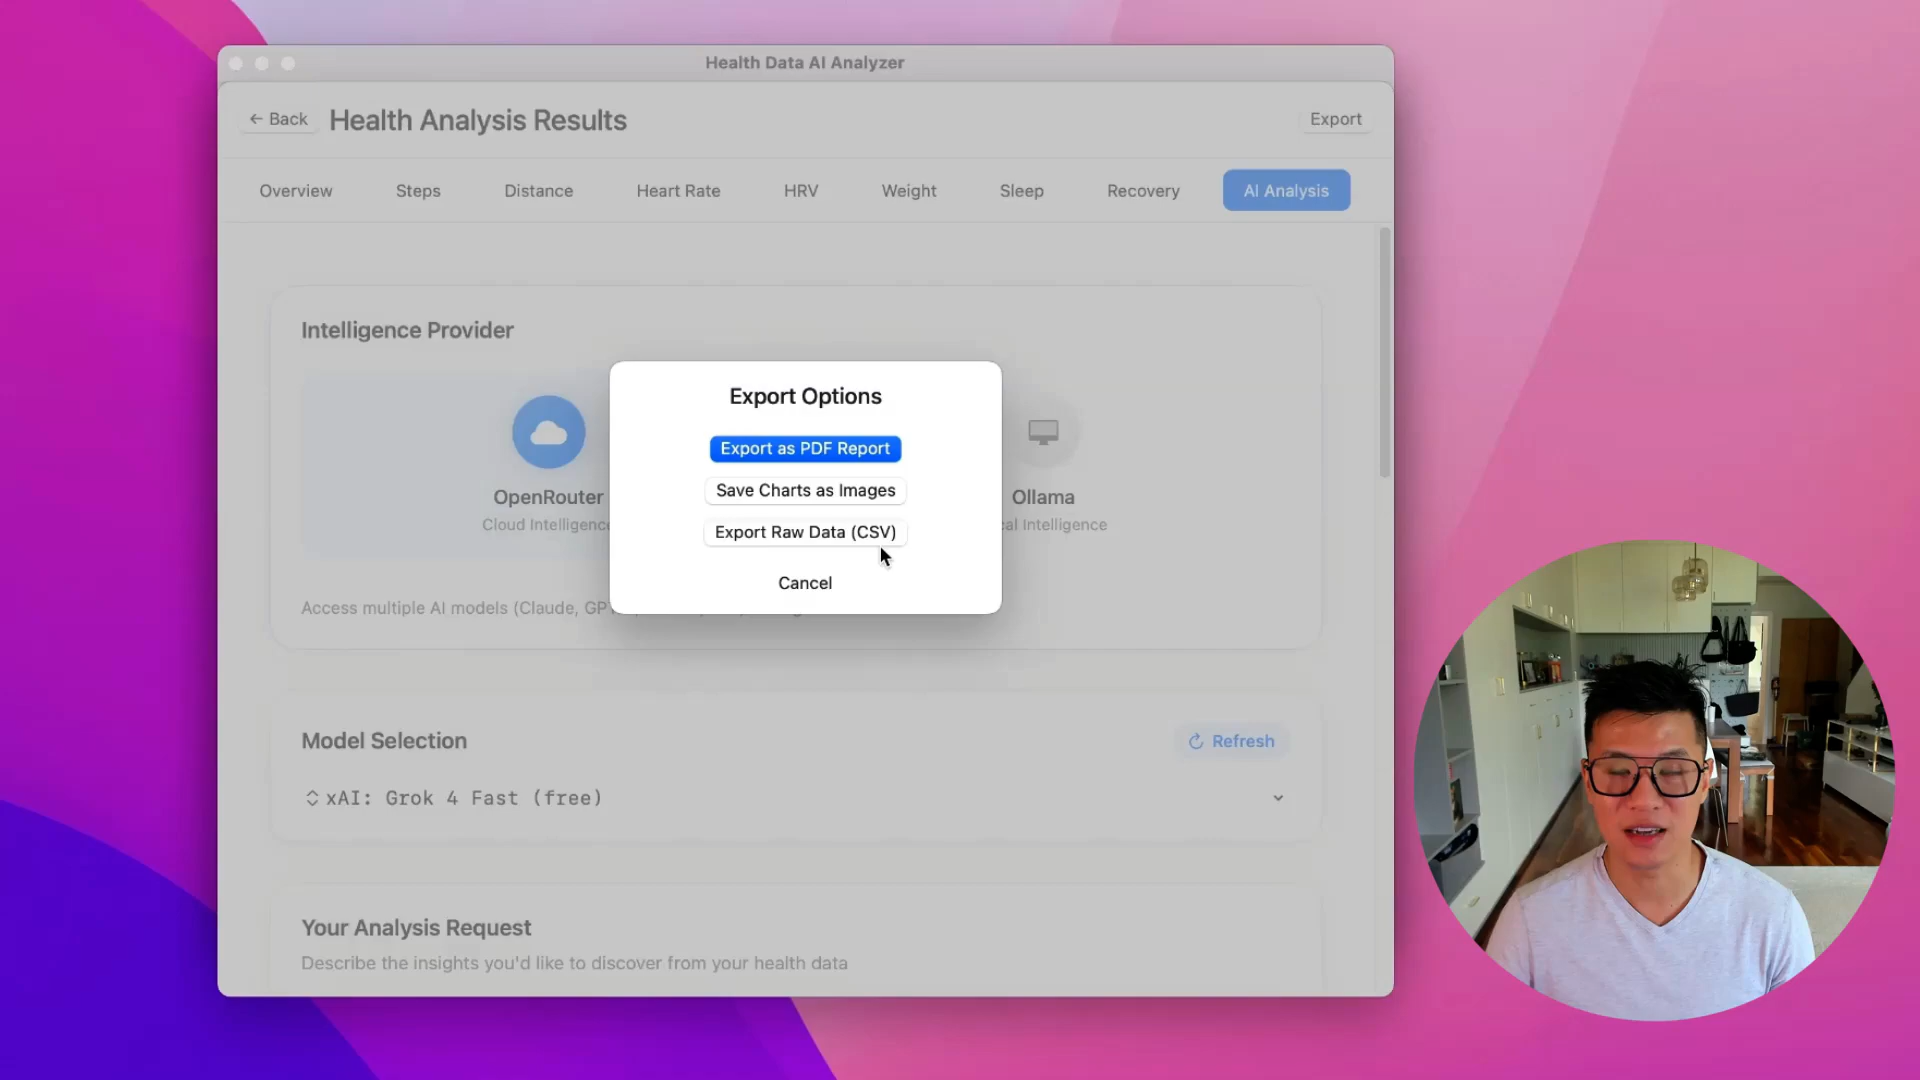 Health Data AI Analyzer
← Back
Health Analysis Results
Export
Overview
Steps
Distance
Heart Rate
HRV
Weight
Sleep
Recovery
AI Analysis
Intelligence Provider
OpenRouter
Cloud Intelligence
Ollama
Intelligence
Access multiple AI models (Claude,
Export Options
Export as PDF Report
Save Charts as Images
Export Raw Data (CSV)
Cancel
Model Selection
Refresh
xAI: Grok 4 Fast (free)
Your Analysis Request
Describe the insights you'd like to discover from your health data